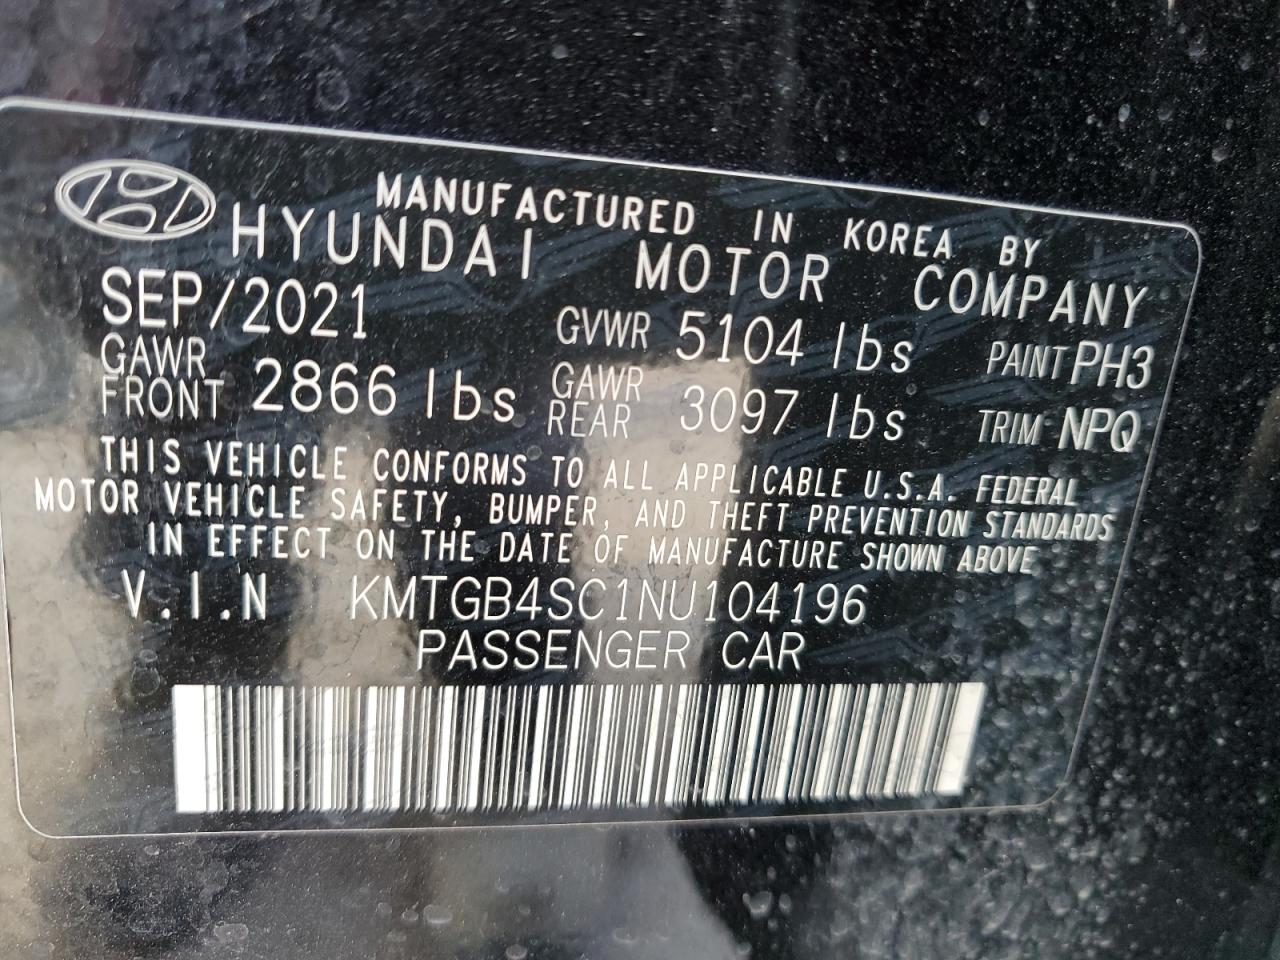 MANUFACTURED IN KOREA BY
HYUNDAI MOTOR COMPANY
SEP/2021 GVWR 5104 lbs PAINT PH3
GAWR FRONT 2866 lbs GAWR REAR 3097 lbs TRIM NPQ
THIS VEHICLE CONFORMS TO ALL APPLICABLE U.S.A. FEDERAL
MOTOR VEHICLE SAFETY, BUMPER, AND THEFT PREVENTION STANDARDS
IN EFFECT ON THE DATE OF MANUFACTURE SHOWN ABOVE
V.I.N KMTGB4SC1NU104196
PASSENGER CAR